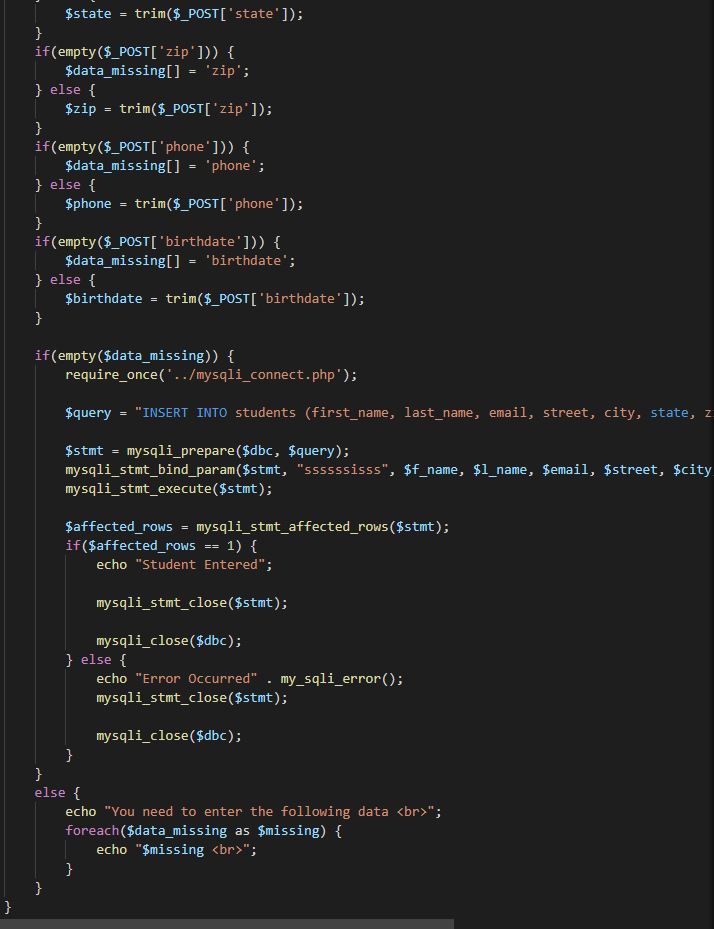 $state = trim($_POST['state']);
}
if(empty($_POST['zip'])) {
$data_missing[] = 'zip';
} else {
$zip = trim($_POST['zip']);
}
if(empty($_POST['phone'])) {
$data_missing[] = 'phone';
} else {
$phone = trim($_POST['phone']);
}
if(empty($_POST['birthdate'])) {
$data_missing[] = 'birthdate';
} else {
$birthdate = trim($_POST['birthdate']);
}
if(empty($data_missing)) {
require_once('../mysqli_connect.php');
$query = "INSERT INTO students (first_name, last_name, email, street, city, state, z
$stmt = mysqli_prepare($dbc, $query);
mysqli_stmt_bind_param($stmt, "ssssssisss", $f_name, $l_name, $email, $street, $city
mysqli_stmt_execute($stmt);
$affected_rows = mysqli_stmt_affected_rows($stmt);
if($affected_rows == 1) {
echo "Student Entered";
mysqli_stmt_close($stmt);
mysqli_close($dbc);
} else {
echo "Error Occurred" . my_sqli_error();
mysqli_stmt_close($stmt);
mysqli_close($dbc);
}
}
else {
echo "You need to enter the following data <br>";
foreach($data_missing as $missing) {
echo "$missing <br>";
}
}
}